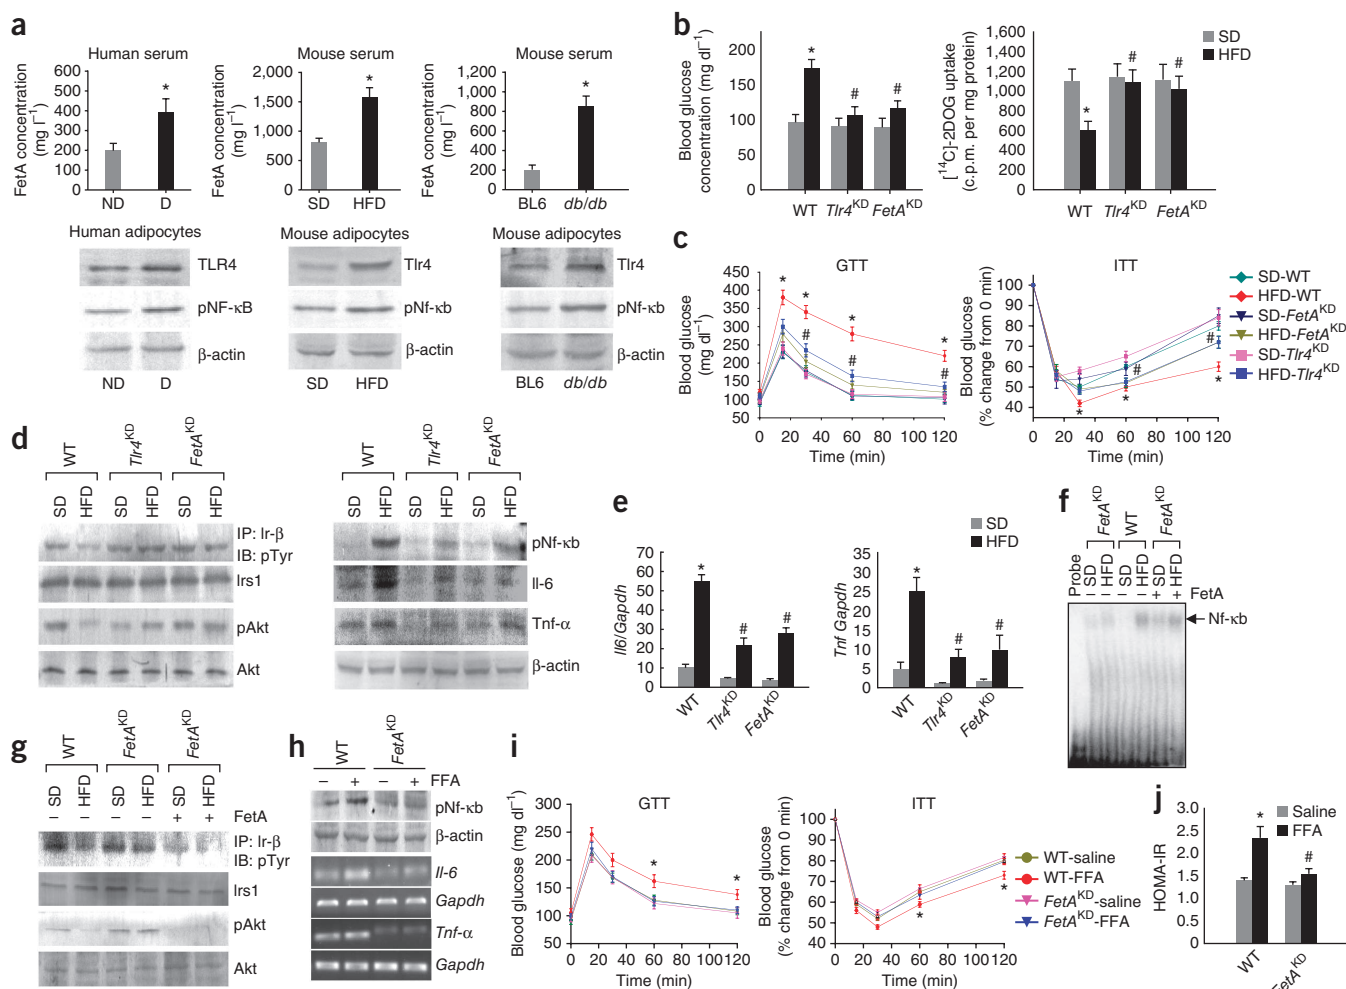 a
Human serum
FetA concentration
(mg l⁻¹)
600
500
400
300
200
100
0
*
ND
D
Mouse serum
FetA concentration
(mg l⁻¹)
2,000
1,500
1,000
500
0
*
SD
HFD
Mouse serum
FetA concentration
(mg l⁻¹)
1,200
1,000
800
600
400
200
0
*
BL6
db/db
Human adipocytes
TLR4
pNF-κB
β-actin
ND
D
Mouse adipocytes
Tlr4
pNf-κb
β-actin
SD
HFD
Mouse adipocytes
Tlr4
pNf-κb
β-actin
BL6
db/db
b
Blood glucose
concentration (mg dl⁻¹)
200
150
100
50
0
*
#
#
WT
Tlr4ᴷᴰ
FetAᴷᴰ
[¹⁴C]-2DOG uptake
(c.p.m. per mg protein)
1,600
1,400
1,200
1,000
800
600
400
200
0
*
#
#
WT
Tlr4ᴷᴰ
FetAᴷᴰ
SD
HFD
c
GTT
Blood glucose
(mg dl⁻¹)
450
400
350
300
250
200
150
100
50
*
*
*
*
#
#
#
*
0 20 40 60 80 100 120
Time (min)
ITT
Blood glucose
(% change from 0 min)
100
90
80
70
60
50
40
#
#
*
*
*
0 20 40 60 80 100 120
Time (min)
SD-WT
HFD-WT
SD-FetAᴷᴰ
HFD-FetAᴷᴰ
SD-Tlr4ᴷᴰ
HFD-Tlr4ᴷᴰ
d
WT
Tlr4ᴷᴰ
FetAᴷᴰ
SD HFD SD HFD SD HFD
IP: Ir-β
IB: pTyr
Irs1
pAkt
Akt
WT
Tlr4ᴷᴰ
FetAᴷᴰ
SD HFD SD HFD SD HFD
pNf-κb
Il-6
Tnf-α
β-actin
e
SD
HFD
Il6/Gapdh
70
60
50
40
30
20
10
0
*
#
#
WT
Tlr4ᴷᴰ
FetAᴷᴰ
Tnf Gapdh
35
30
25
20
15
10
5
0
*
#
#
WT
Tlr4ᴷᴰ
FetAᴷᴰ
f
FetAᴷᴰ
WT
FetAᴷᴰ
Probe SD HFD SD HFD SD HFD
– – – – + + FetA
Nf-κb
g
WT
FetAᴷᴰ
FetAᴷᴰ
SD HFD SD HFD SD HFD
– – – – + + FetA
IP: Ir-β
IB: pTyr
Irs1
pAkt
Akt
h
WT
FetAᴷᴰ
– + – + FFA
pNf-κb
β-actin
Il-6
Gapdh
Tnf-α
Gapdh
i
GTT
Blood glucose (mg dl⁻¹)
300
250
200
150
100
50
*
*
0 20 40 60 80 100 120
Time (min)
ITT
Blood glucose
(% change from 0 min)
100
90
80
70
60
50
40
*
*
0 20 40 60 80 100 120
Time (min)
WT-saline
WT-FFA
FetAᴷᴰ-saline
FetAᴷᴰ-FFA
j
Saline
FFA
HOMA-IR
3.0
2.5
2.0
1.5
1.0
0.5
0
*
#
WT
FetAᴷᴰ